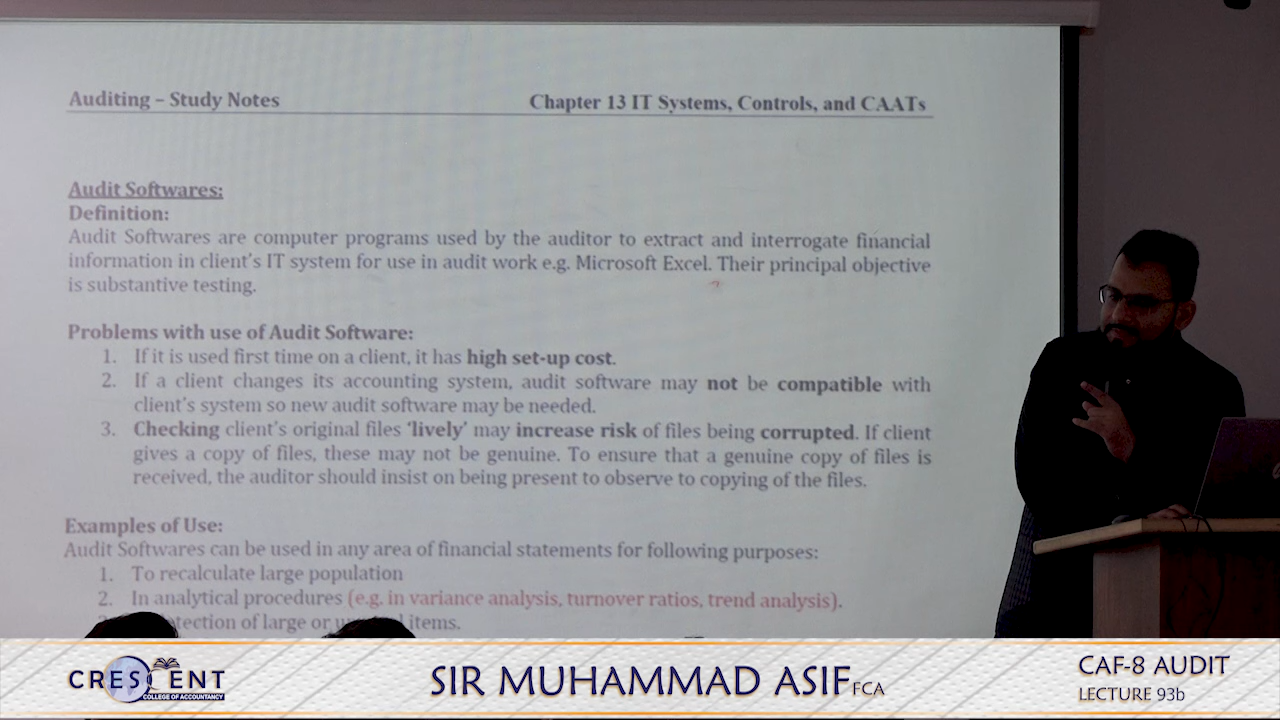 Auditing – Study Notes Chapter 13 IT Systems, Controls, and CAATs
Audit Softwares:
Definition:
Audit Softwares are computer programs used by the auditor to extract and interrogate financial
information in client's IT system for use in audit work e.g. Microsoft Excel. Their principal objective
is substantive testing.
Problems with use of Audit Software:
1. If it is used first time on a client, it has high set-up cost.
2. If a client changes its accounting system, audit software may not be compatible with
client's system so new audit software may be needed.
3. Checking client's original files 'lively' may increase risk of files being corrupted. If client
gives a copy of files, these may not be genuine. To ensure that a genuine copy of files is
received, the auditor should insist on being present to observe to copying of the files.
Examples of Use:
Audit Softwares can be used in any area of financial statements for following purposes:
1. To recalculate large population
2. In analytical procedures (e.g. in variance analysis, turnover ratios, trend analysis).
of large or items.
CRESCENT
COLLEGE OF ACCOUNTANCY
SIR MUHAMMAD ASIF FCA
CAF-8 AUDIT
LECTURE 93b